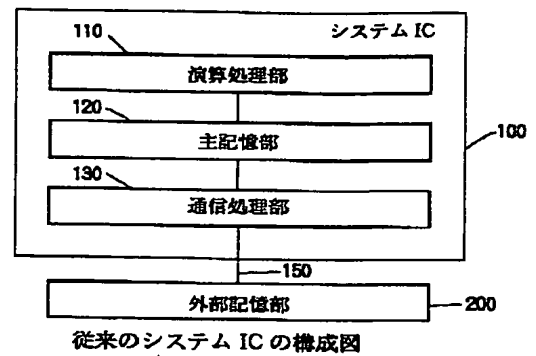 システム IC
110
演算処理部
120
主記憶部
100
130
通信処理部
150
外部記憶部
200
従来のシステム IC の構成図